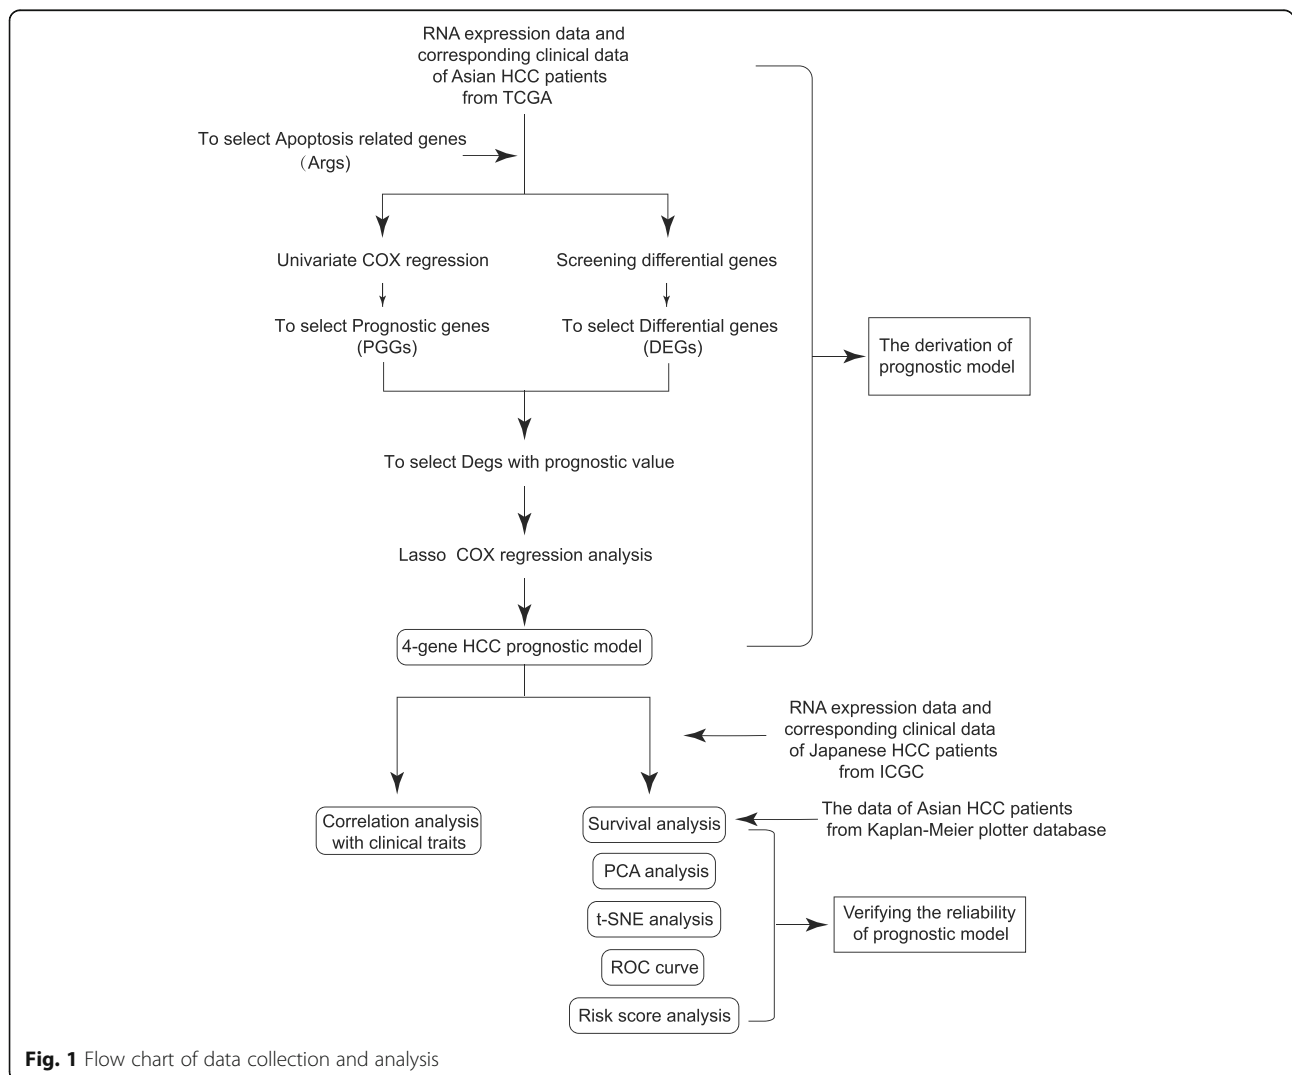 RNA expression data and
corresponding clinical data
of Asian HCC patients
from TCGA
To select Apoptosis related genes
（Args)
Univariate COX regression
Screening differential genes
To select Prognostic genes
(PGGs)
To select Differential genes
(DEGs)
The derivation of
prognostic model
To select Degs with prognostic value
Lasso COX regression analysis
4-gene HCC prognostic model
RNA expression data and
corresponding clinical data
of Japanese HCC patients
from ICGC
Correlation analysis
with clinical traits
Survival analysis
The data of Asian HCC patients
from Kaplan-Meier plotter database
PCA analysis
t-SNE analysis
ROC curve
Risk score analysis
Verifying the reliability
of prognostic model
Fig. 1 Flow chart of data collection and analysis